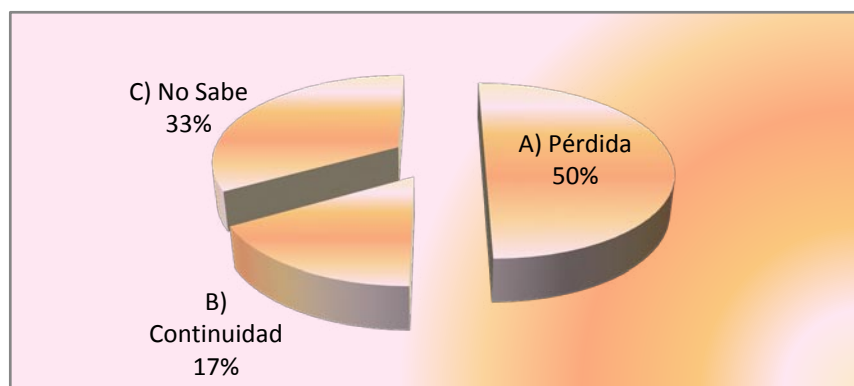 C) No Sabe
33%
A) Pérdida
50%
B)
Continuidad
17%